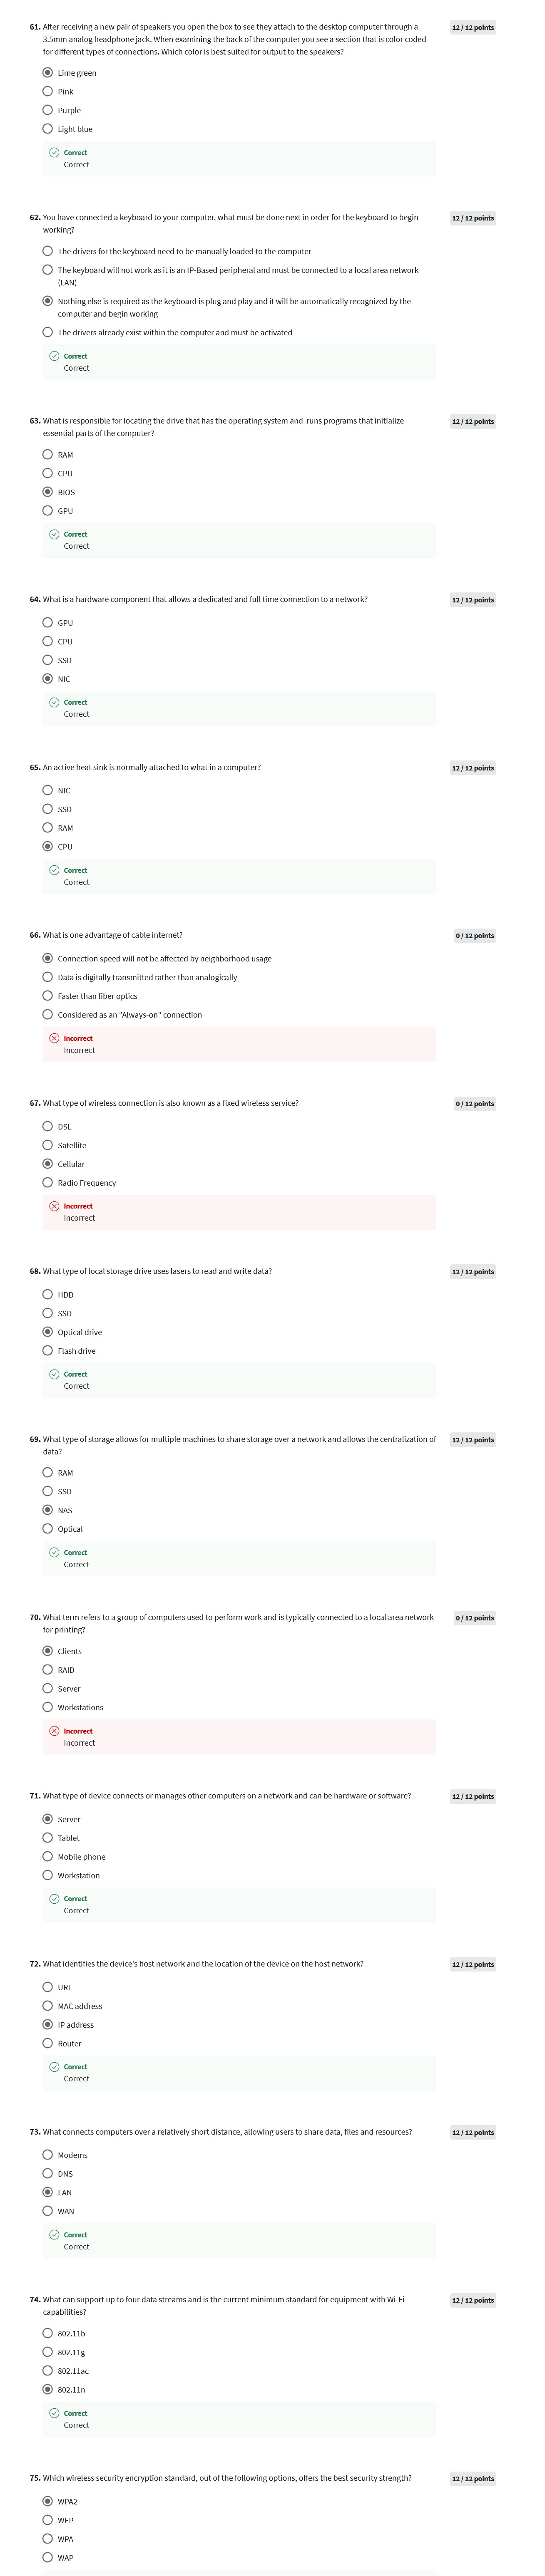 61. After receiving a new pair of speakers you open the box to see they attach to the desktop computer through a
12 / 12 points
3.5mm analog headphone jack. When examining the back of the computer you see a section that is color coded
for different types of connections. Which color is best suited for output to the speakers?
Lime green
Pink
Purple
Light blue
Correct
Correct
62. You have connected a keyboard to your computer, what must be done next in order for the keyboard to begin
12 / 12 points
working?
The drivers for the keyboard need to be manually loaded to the computer
The keyboard will not work as it is an IP-Based peripheral and must be connected to a local area network
(LAN)
Nothing else is required as the keyboard is plug and play and it will be automatically recognized by the
computer and begin working
The drivers already exist within the computer and must be activated
Correct
Correct
63. What is responsible for locating the drive that has the operating system and runs programs that initialize
12 / 12 points
essential parts of the computer?
RAM
CPU
BIOS
GPU
Correct
Correct
64. What is a hardware component that allows a dedicated and full time connection to a network?
12 / 12 points
GPU
CPU
SSD
NIC
Correct
Correct
65. An active heat sink is normally attached to what in a computer?
12 / 12 points
NIC
SSD
RAM
CPU
Correct
Correct
66. What is one advantage of cable internet?
0 / 12 points
Connection speed will not be affected by neighborhood usage
Data is digitally transmitted rather than analogically
Faster than fiber optics
Considered as an "Always-on" connection
Incorrect
Incorrect
67. What type of wireless connection is also known as a fixed wireless service?
0 / 12 points
DSL
Satellite
Cellular
Radio Frequency
Incorrect
Incorrect
68. What type of local storage drive uses lasers to read and write data?
12 / 12 points
HDD
SSD
Optical drive
Flash drive
Correct
Correct
69. What type of storage allows for multiple machines to share storage over a network and allows the centralization of
12 / 12 points
data?
RAM
SSD
NAS
Optical
Correct
Correct
70. What term refers to a group of computers used to perform work and is typically connected to a local area network
0 / 12 points
for printing?
Clients
RAID
Server
Workstations
Incorrect
Incorrect
71. What type of device connects or manages other computers on a network and can be hardware or software?
12 / 12 points
Server
Tablet
Mobile phone
Workstation
Correct
Correct
72. What identifies the device's host network and the location of the device on the host network?
12 / 12 points
URL
MAC address
IP address
Router
Correct
Correct
73. What connects computers over a relatively short distance, allowing users to share data, files and resources?
12 / 12 points
Modems
DNS
LAN
WAN
Correct
Correct
74. What can support up to four data streams and is the current minimum standard for equipment with Wi-Fi
12 / 12 points
capabilities?
802.11b
802.11g
802.11ac
802.11n
Correct
Correct
75. Which wireless security encryption standard, out of the following options, offers the best security strength?
12 / 12 points
WPA2
WEP
WPA
WAP